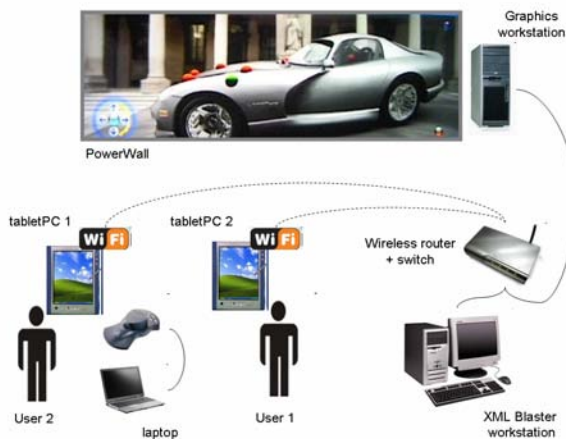 Graphics
workstation
PowerWall
tabletPC 1
Wi Fi
tabletPC 2
Wi Fi
Wireless router
+ switch
User 2
laptop
User 1
XML Blaster
workstation